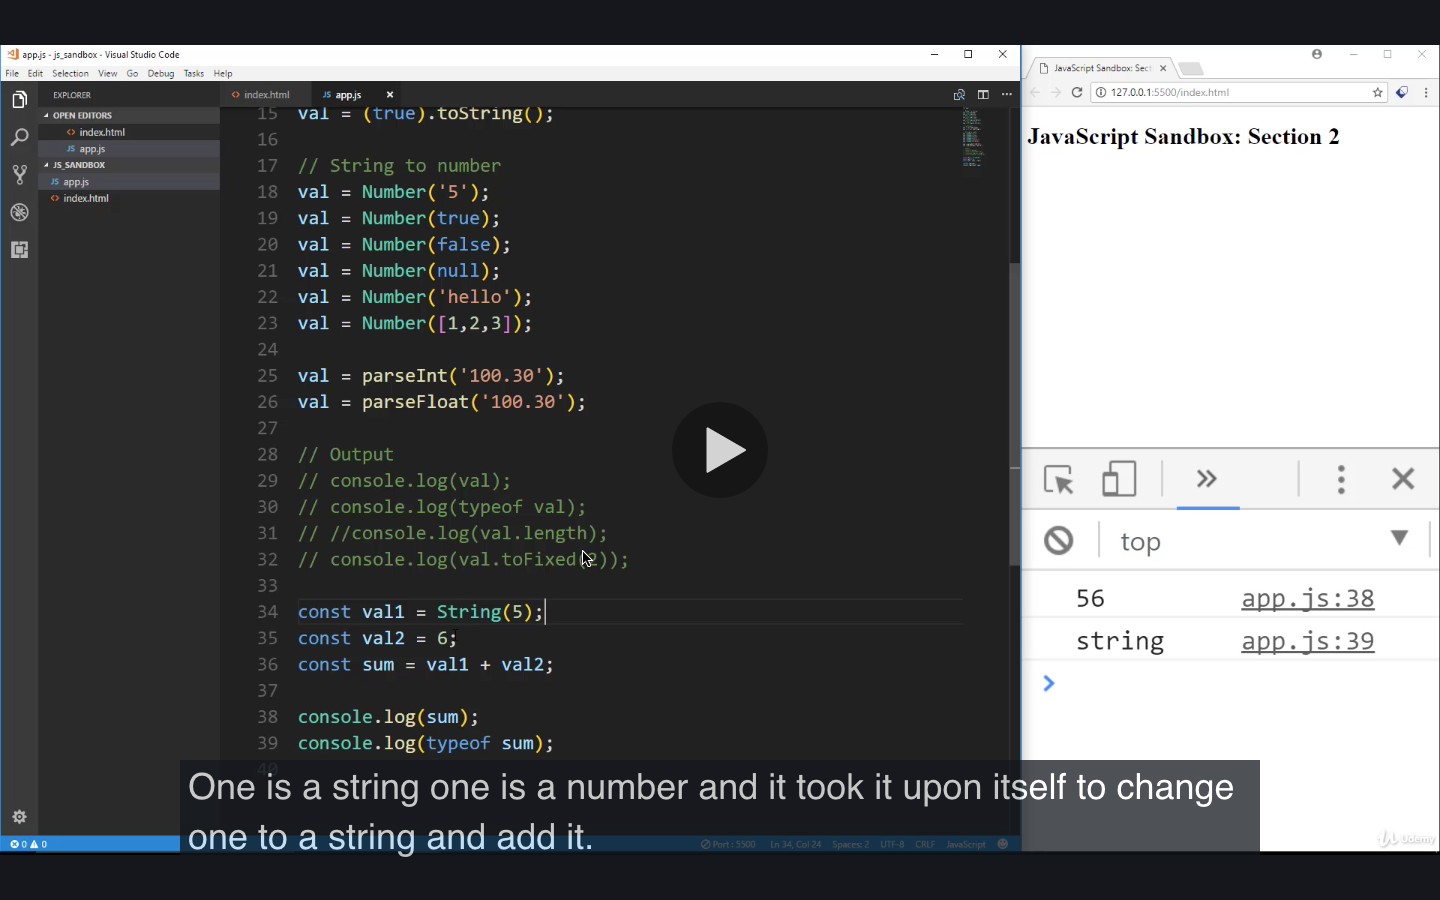 app.js - js_sandbox - Visual Studio Code
File Edit Selection View Go Debug Tasks Help
EXPLORER
OPEN EDITORS
index.html
app.js
JS_SANDBOX
app.js
index.html
index.html
app.js
15 val = (true).toString();
16
17 // String to number
18 val = Number('5');
19 val = Number(true);
20 val = Number(false);
21 val = Number(null);
22 val = Number('hello');
23 val = Number([1,2,3]);
24
25 val = parseInt('100.30');
26 val = parseFloat('100.30');
27
28 // Output
29 // console.log(val);
30 // console.log(typeof val);
31 // //console.log(val.length);
32 // console.log(val.toFixed(2));
33
34 const val1 = String(5);
35 const val2 = 6;
36 const sum = val1 + val2;
37
38 console.log(sum);
39 console.log(typeof sum);
40
0 0
Port : 5500 Ln 34, Col 24 Spaces: 2 UTF-8 CRLF JavaScript
JavaScript Sandbox: Sect
127.0.0.1:5500/index.html
JavaScript Sandbox: Section 2
top
56 app.js:38
string app.js:39
One is a string one is a number and it took it upon itself to change
one to a string and add it.
Udemy